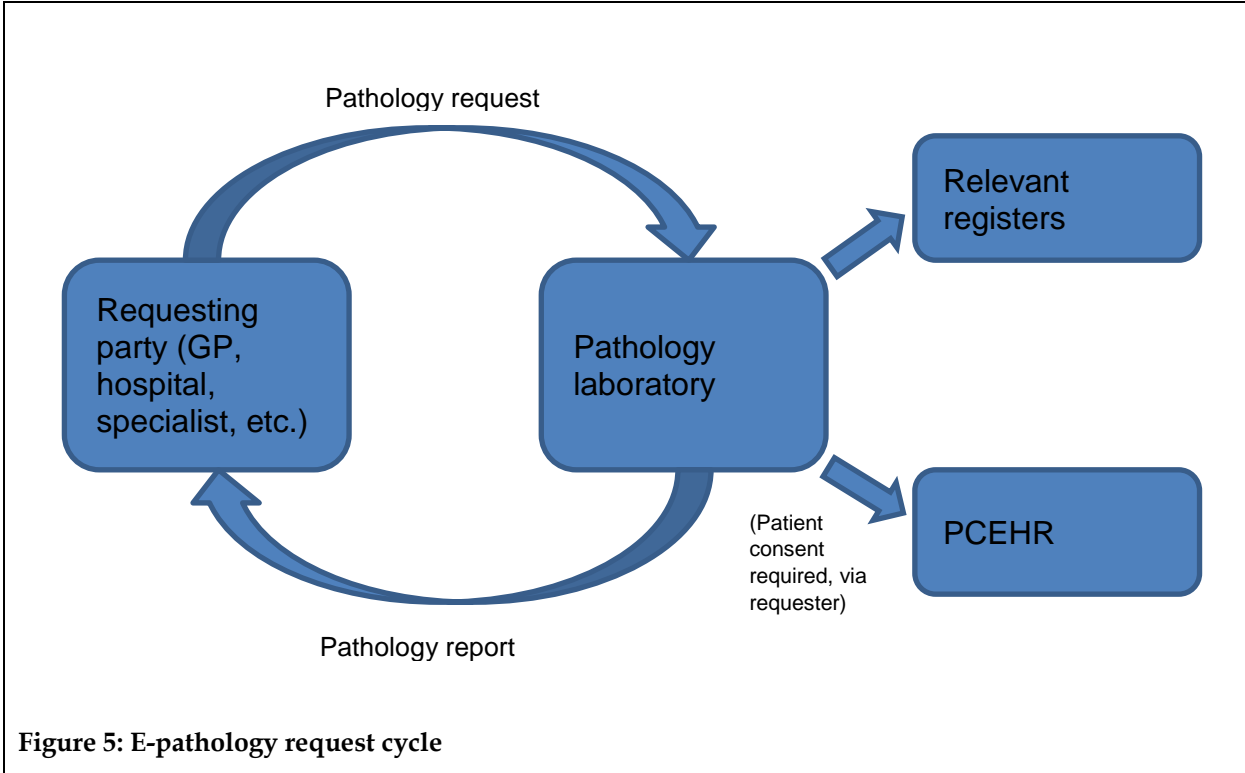 Pathology request
Relevant
registers
Requesting
party (GP,
hospital,
specialist, etc.)
Pathology
laboratory
(Patient
consent
required, via
requester)
PCEHR
Pathology report
Figure 5: E-pathology request cycle